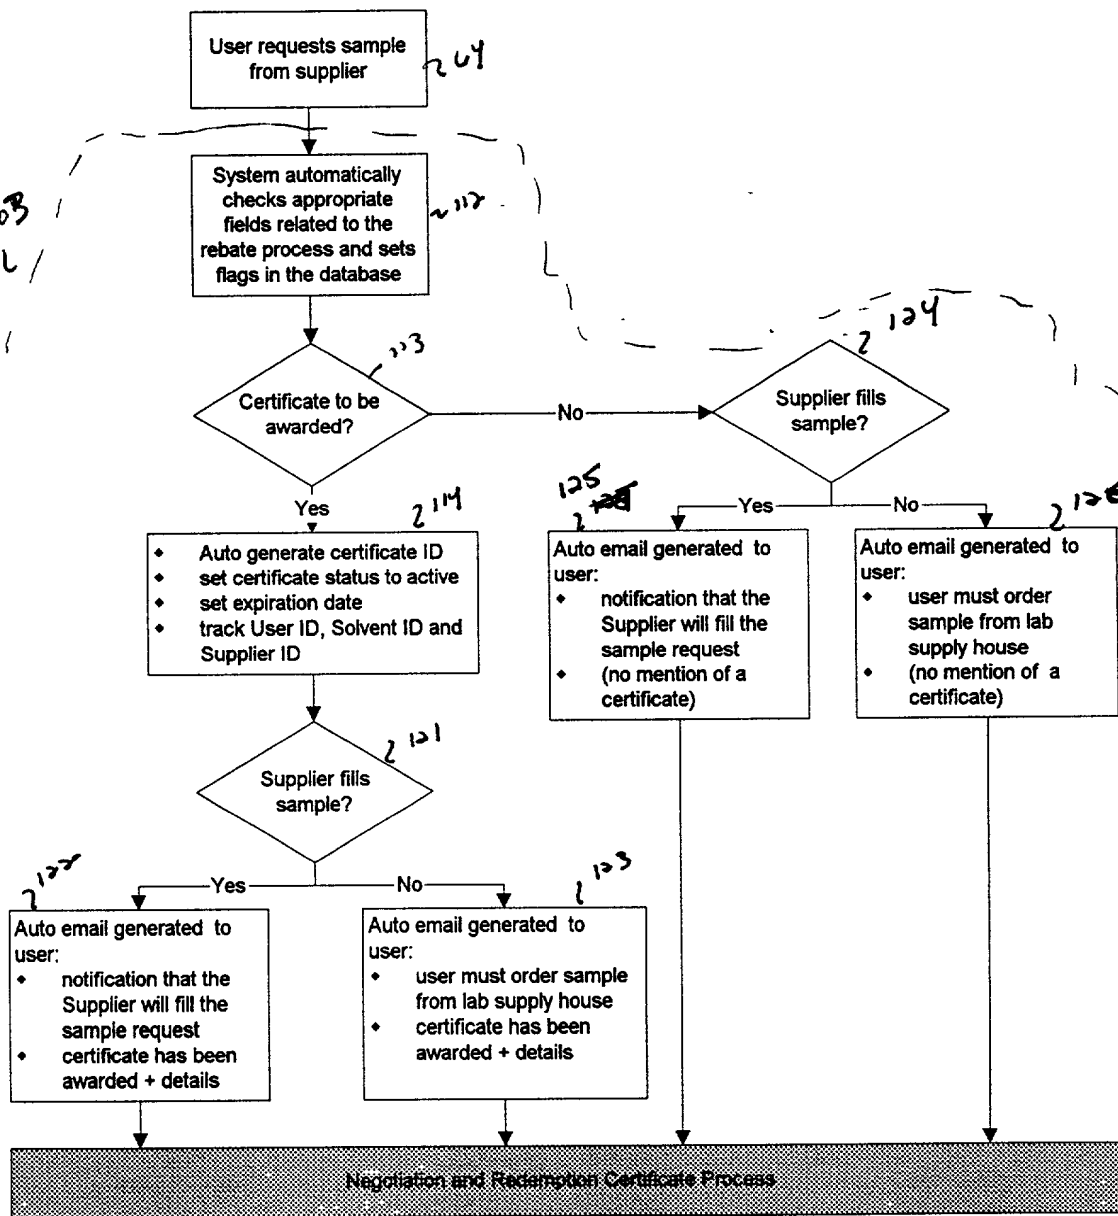 User requests sample
from supplier
64
System automatically
checks appropriate
fields related to the
rebate process and sets
flags in the database
112
113
124
Certificate to be
awarded?
No
Supplier fills
sample?
Yes
114
125
Yes
No
◆ Auto generate certificate ID
◆ set certificate status to active
◆ set expiration date
◆ track User ID, Solvent ID and
Supplier ID
Auto email generated to
user:
◆ notification that the
Supplier will fill the
sample request
◆ (no mention of a
certificate)
Auto email generated to
user:
◆ user must order
sample from lab
supply house
◆ (no mention of a
certificate)
121
Supplier fills
sample?
Yes
No
122
123
Auto email generated to
user:
◆ notification that the
Supplier will fill the
sample request
◆ certificate has been
awarded + details
Auto email generated to
user:
◆ user must order sample
from lab supply house
◆ certificate has been
awarded + details
Negotiation and Redemption Certificate Process